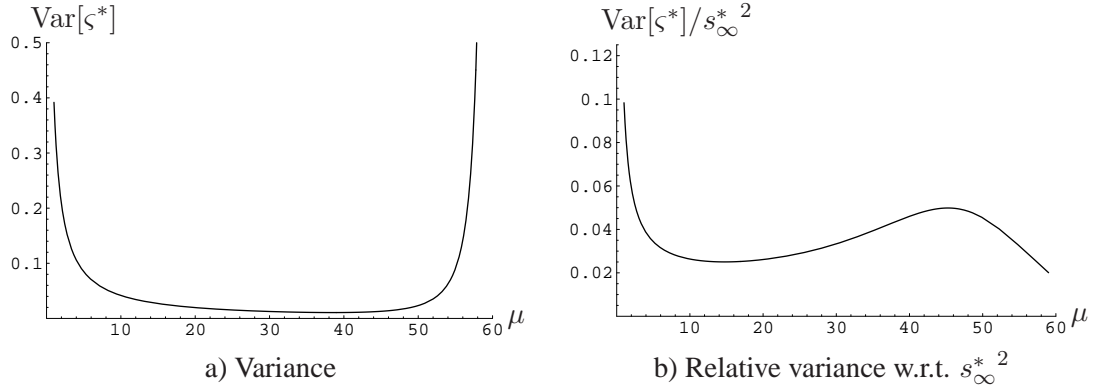 Var[ς*]
0.5
0.4
0.3
0.2
0.1
10 20 30 40 50 60 μ
a) Variance
Var[ς*]/s*∞²
0.12
0.1
0.08
0.06
0.04
0.02
10 20 30 40 50 60 μ
b) Relative variance w.r.t. s*∞²